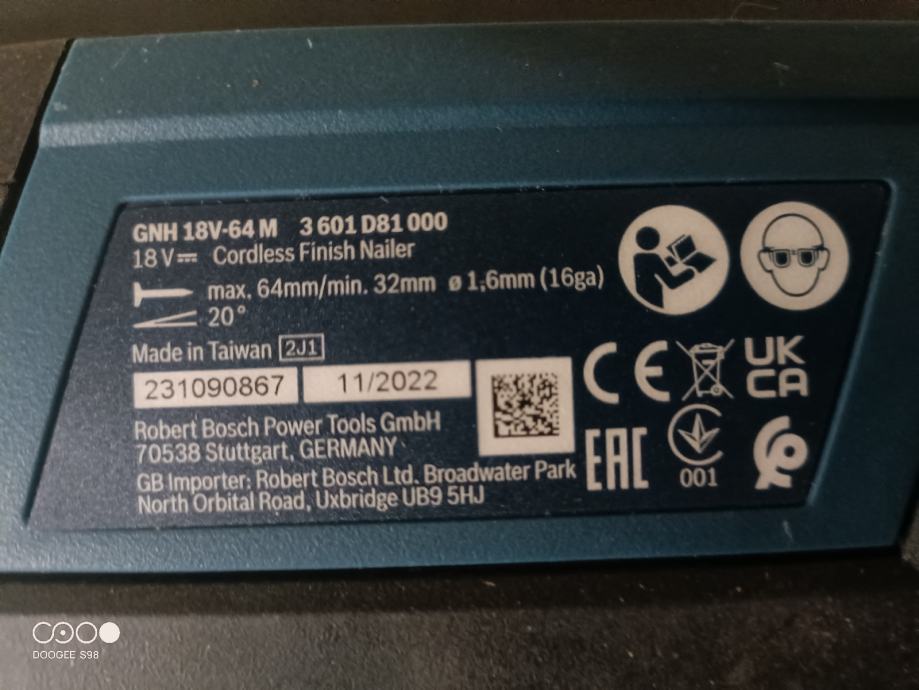 GNH 18V-64 M 3 601 D81 000
18 V⎓ Cordless Finish Nailer
max. 64mm/min. 32mm ø 1,6mm (16ga)
20°
Made in Taiwan 2J1
231090867 11/2022
Robert Bosch Power Tools GmbH
70538 Stuttgart, GERMANY
GB Importer: Robert Bosch Ltd. Broadwater Park
North Orbital Road, Uxbridge UB9 5HJ
CE
UK
CA
EAC
001
DOOGEE S98